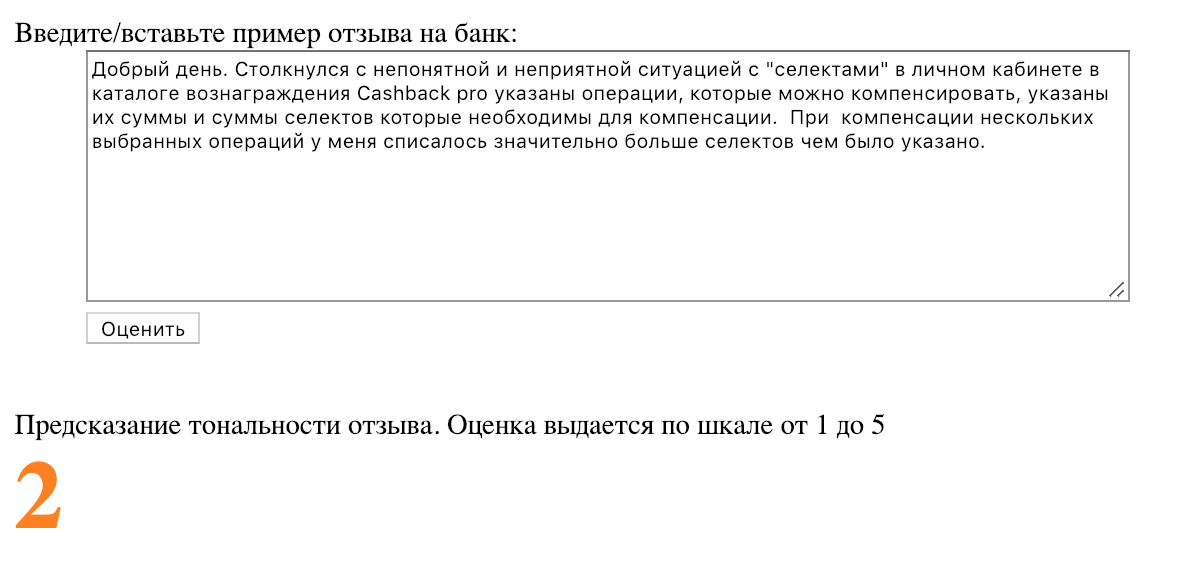 Введите/вставьте пример отзыва на банк:
Добрый день. Столкнулся с непонятной и неприятной ситуацией с "селектами" в личном кабинете в
каталоге вознаграждения Cashback pro указаны операции, которые можно компенсировать, указаны
их суммы и суммы селектов которые необходимы для компенсации.  При  компенсации нескольких
выбранных операций у меня списалось значительно больше селектов чем было указано.
Оценить
Предсказание тональности отзыва. Оценка выдается по шкале от 1 до 5
2